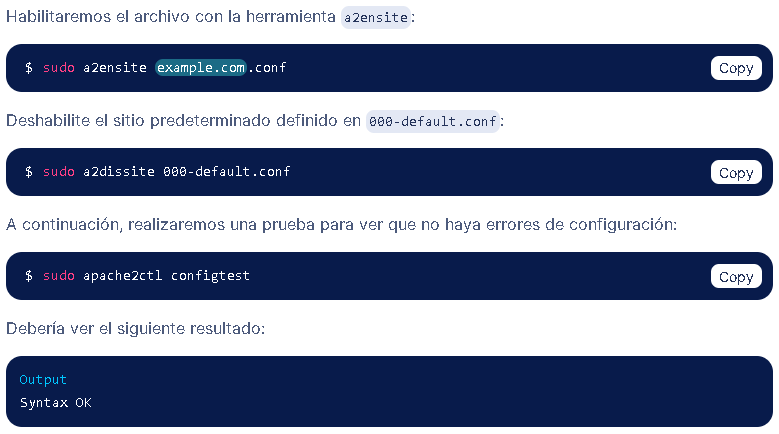 Habilitaremos el archivo con la herramienta a2ensite:
$ sudo a2ensite example.com.conf
Copy
Deshabilite el sitio predeterminado definido en 000-default.conf:
$ sudo a2dissite 000-default.conf
Copy
A continuación, realizaremos una prueba para ver que no haya errores de configuración:
$ sudo apache2ctl configtest
Copy
Debería ver el siguiente resultado:
Output
Syntax OK